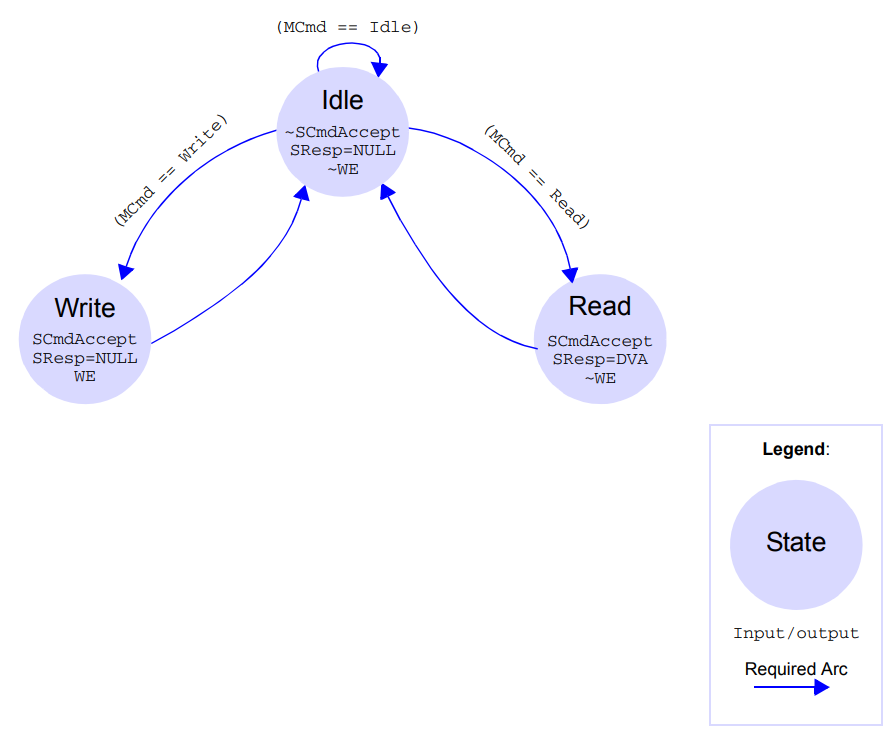 (MCmd == Idle)
Idle
~SCmdAccept
SResp=NULL
~WE
(MCmd == Write)
(MCmd == Read)
Write
SCmdAccept
SResp=NULL
WE
Read
SCmdAccept
SResp=DVA
~WE
Legend:
State
Input/output
Required Arc